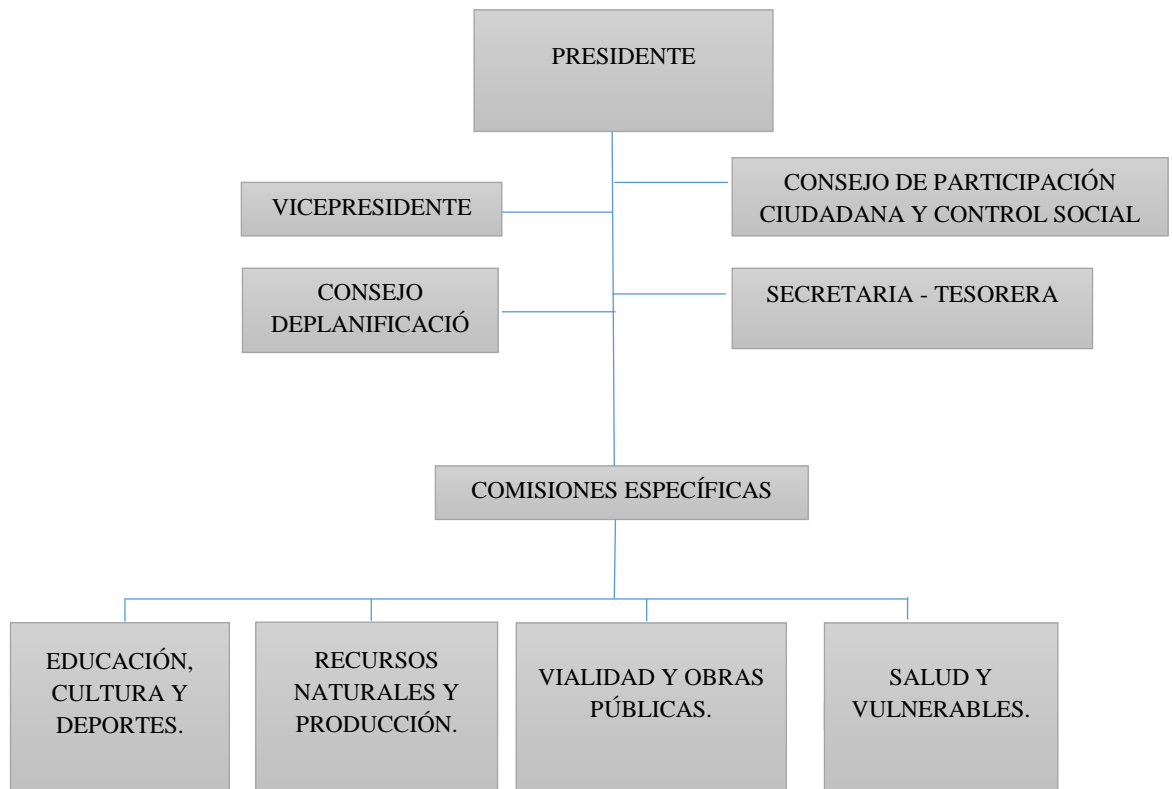 PRESIDENTE
CONSEJO DE PARTICIPACIÓN
CIUDADANA Y CONTROL SOCIAL
VICEPRESIDENTE
CONSEJO
DEPLANIFICACIÓ
SECRETARIA - TESORERA
COMISIONES ESPECÍFICAS
EDUCACIÓN,
CULTURA Y
DEPORTES.
RECURSOS
NATURALES Y
PRODUCCIÓN.
VIALIDAD Y OBRAS
PÚBLICAS.
SALUD Y
VULNERABLES.